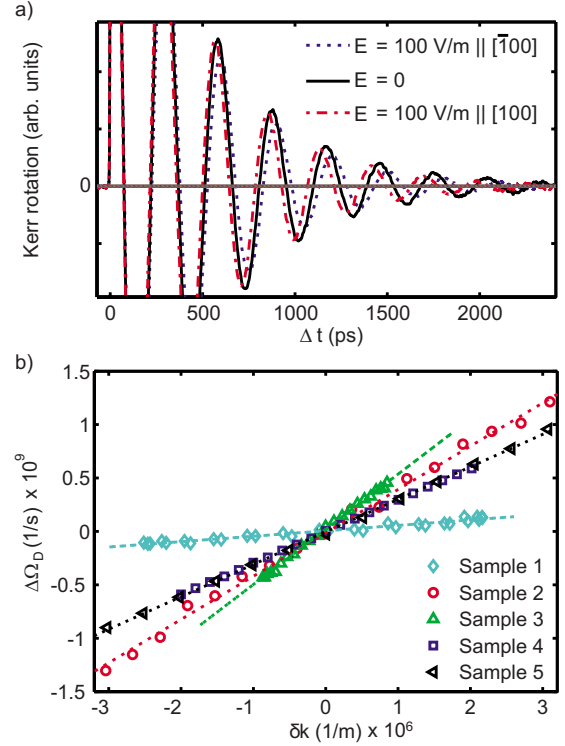 a)
Kerr rotation (arb. units)
0
E = 100 V/m || [1̅00]
E = 0
E = 100 V/m || [100]
0 500 1000 1500 2000
Δ t (ps)
b)
ΔΩ_D (1/s) x 10^9
1.5
1
0.5
0
-0.5
-1
-1.5
Sample 1
Sample 2
Sample 3
Sample 4
Sample 5
-3 -2 -1 0 1 2 3
δk (1/m) x 10^6